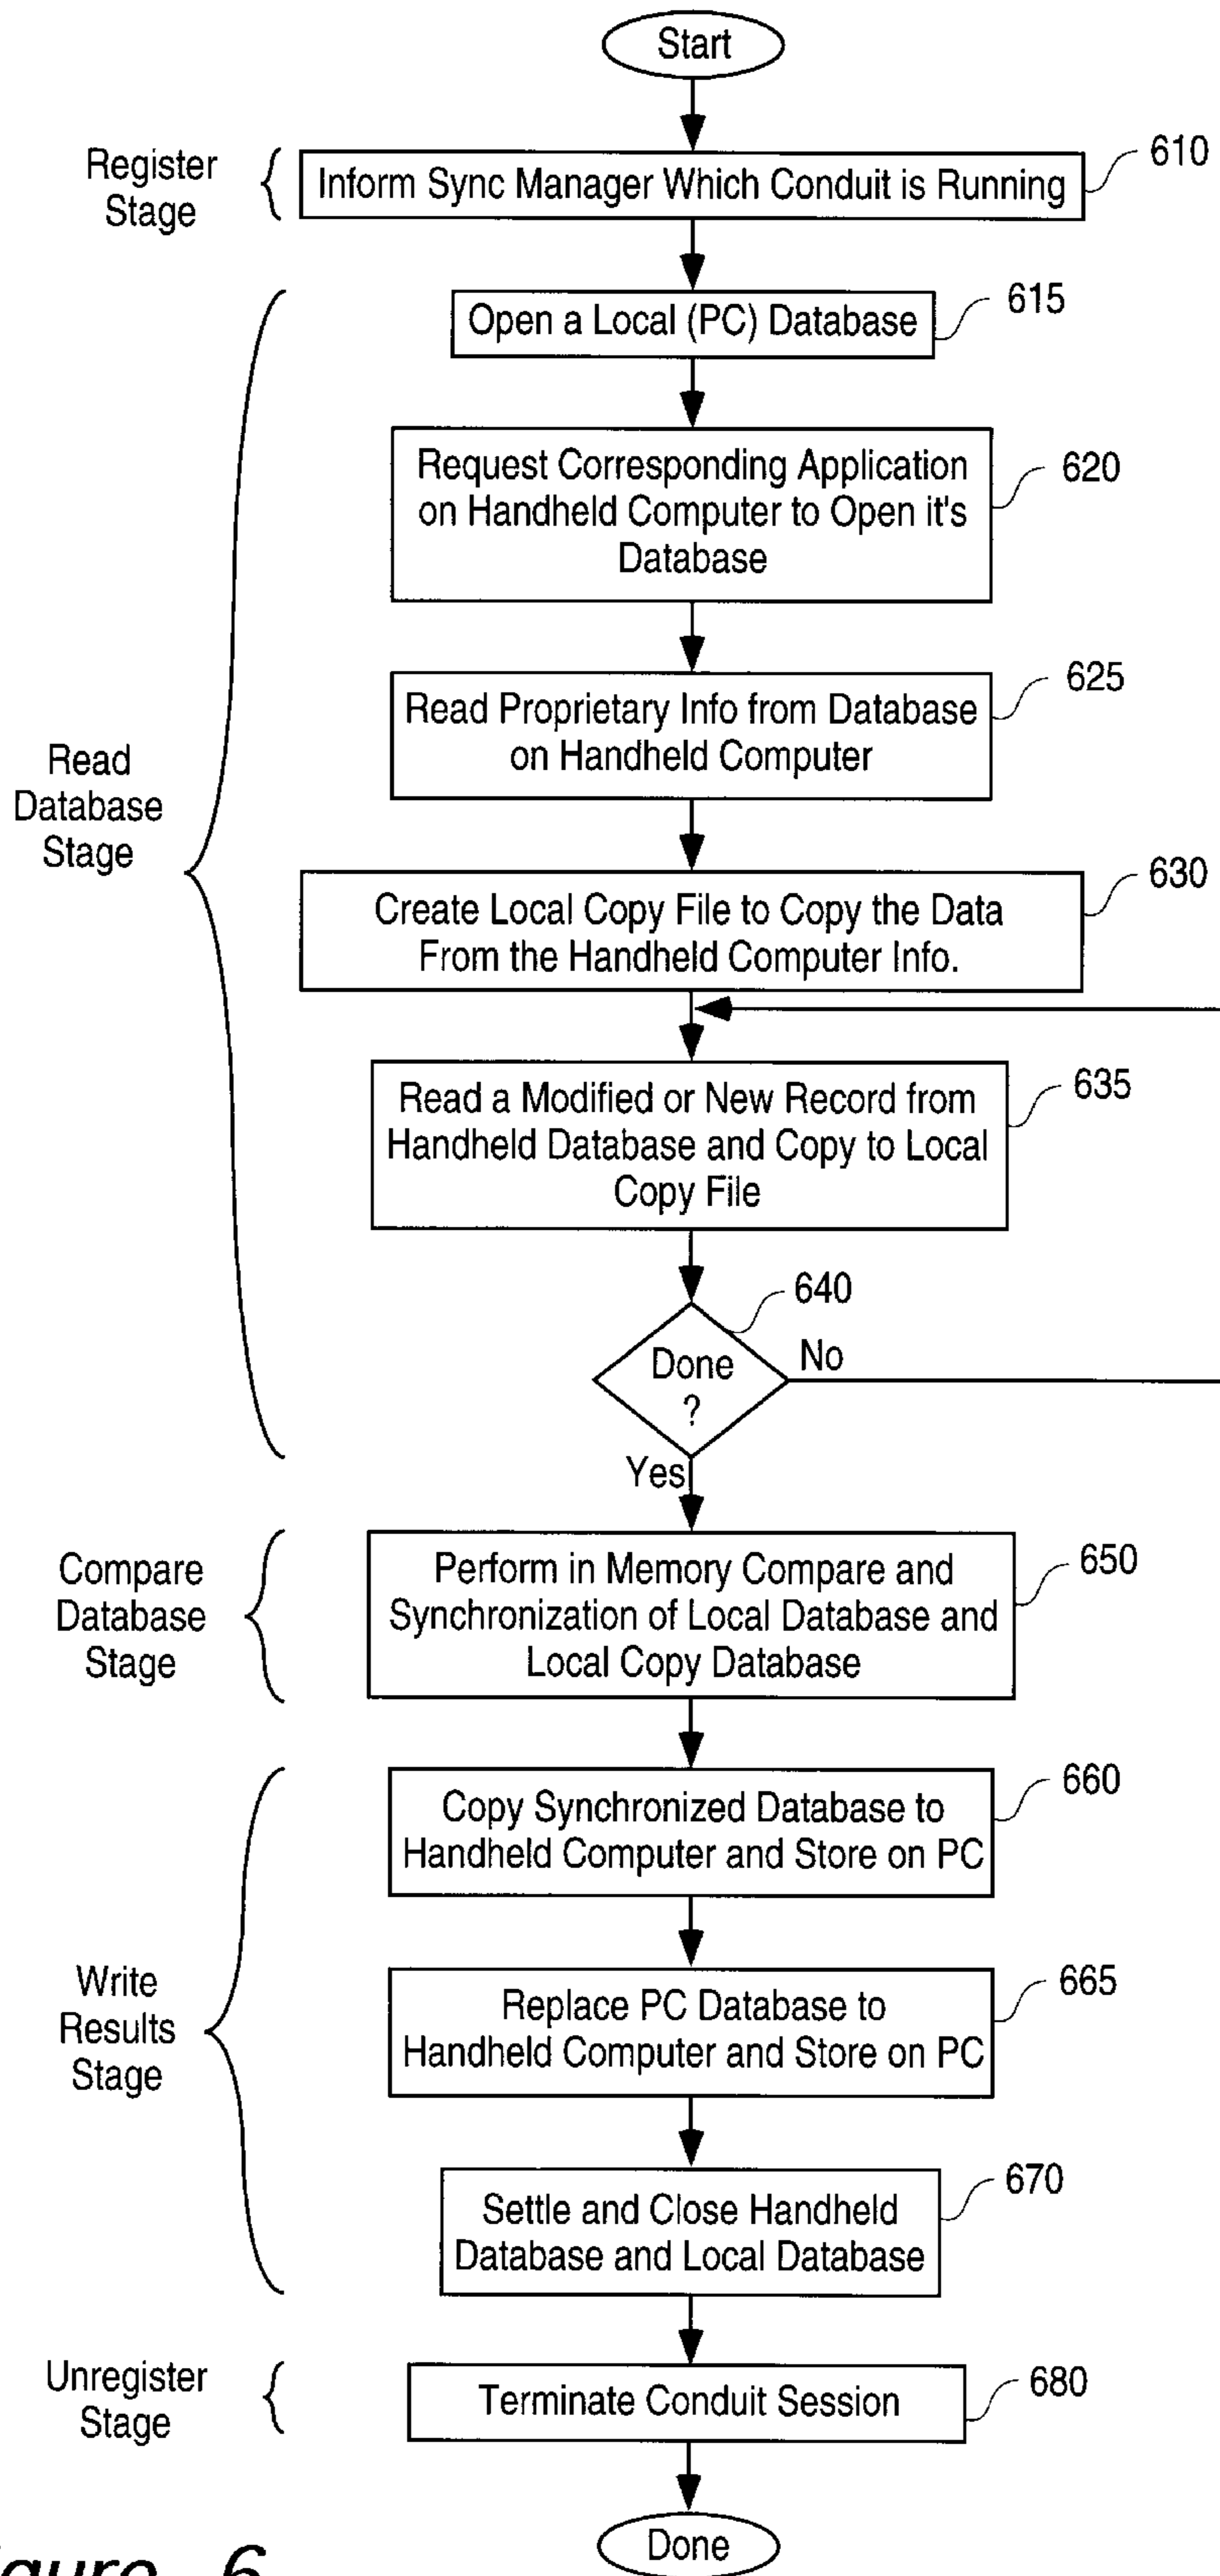 Start
Register
Stage
Inform Sync Manager Which Conduit is Running
610
Open a Local (PC) Database
615
Request Corresponding Application
on Handheld Computer to Open it's
Database
620
Read Proprietary Info from Database
on Handheld Computer
625
Read
Database
Stage
Create Local Copy File to Copy the Data
From the Handheld Computer Info.
630
Read a Modified or New Record from
Handheld Database and Copy to Local
Copy File
635
640
Done
?
No
Yes
Compare
Database
Stage
Perform in Memory Compare and
Synchronization of Local Database and
Local Copy Database
650
Copy Synchronized Database to
Handheld Computer and Store on PC
660
Write
Results
Stage
Replace PC Database to
Handheld Computer and Store on PC
665
Settle and Close Handheld
Database and Local Database
670
Unregister
Stage
Terminate Conduit Session
680
Done
igure 6